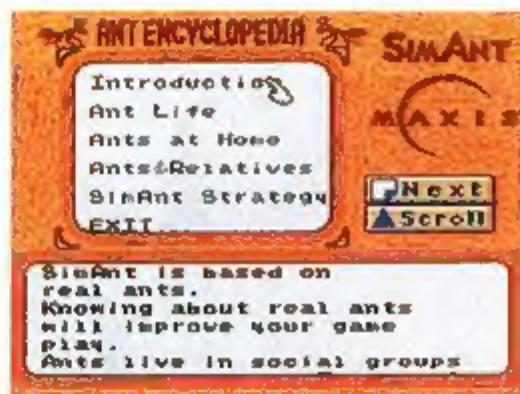 ANT ENCYCLOPEDIA
SIMANT
MAXIS
Introduction
Ant Life
Ants at Home
Ants&Relatives
SimAnt Strategy
EXIT
Next
Scroll
SimAnt is based on
real ants.
Knowing about real ants
will improve your game
play.
Ants live in social groups